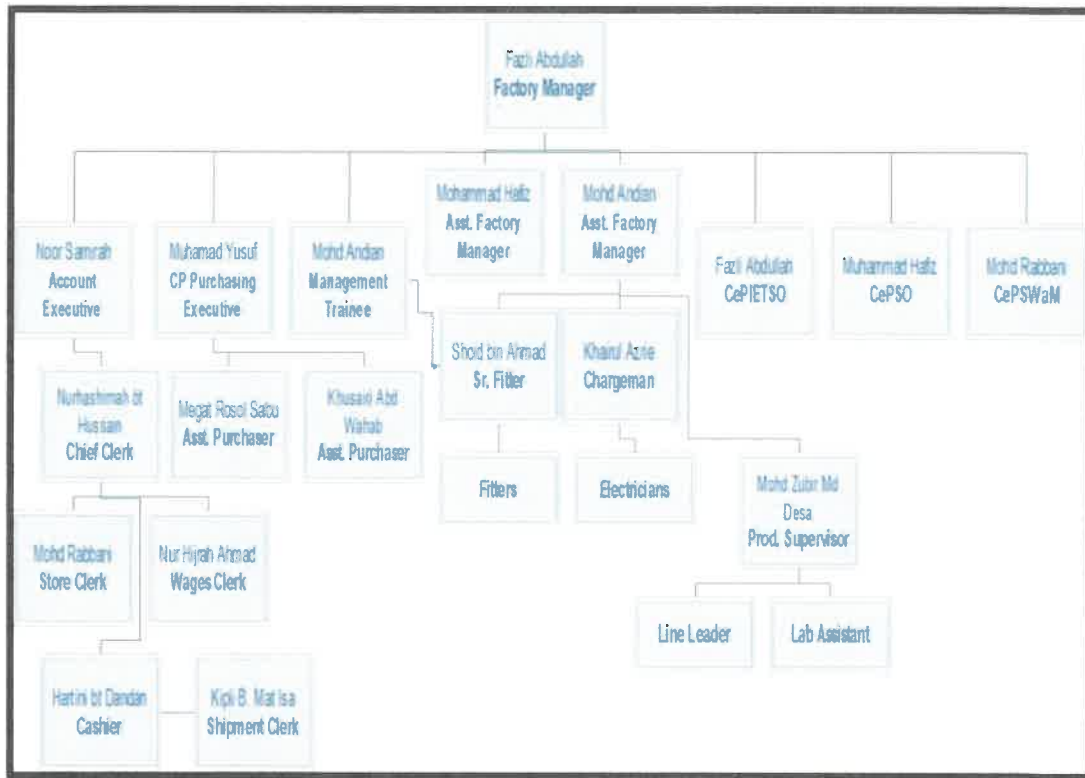 Fazli Abdullah
Factory Manager
Mohammad Hafiz
Asst. Factory
Manager
Mohd Andian
Asst. Factory
Manager
Noor Samirah
Account
Executive
Muhamad Yusuf
CP Purchasing
Executive
Mohd Andian
Management
Trainee
Fazli Abdullah
CePIETSO
Muhammad Hafiz
CePSO
Mohd Rabbani
CePSWaM
Shoid bin Ahmad
Sr. Fitter
Khairul Azrie
Chargeman
Nurhashimah bt
Hussain
Chief Clerk
Megat Rosol Sabu
Asst. Purchaser
Khusairi Abd
Wahab
Asst. Purchaser
Fitters
Electricians
Mohd Zubir Md
Desa
Prod. Supervisor
Mohd Rabbani
Store Clerk
Nur Hijrah Ahmad
Wages Clerk
Line Leader
Lab Assistant
Hartini bt Dandan
Cashier
Kipli B. Mat Isa
Shipment Clerk